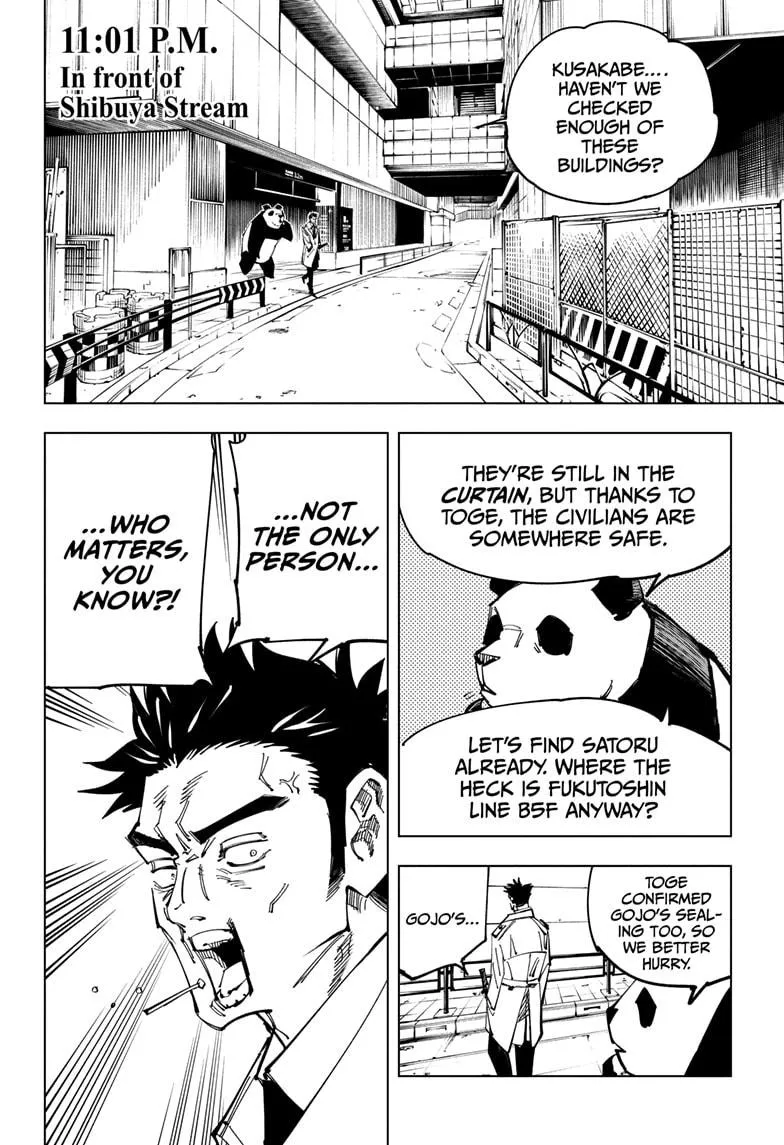 11:01 P.M.
In front of
Shibuya Stream
KUSAKABE....
HAVEN'T WE
CHECKED
ENOUGH OF
THESE
BUILDINGS?
THEY'RE STILL IN THE
CURTAIN, BUT THANKS TO
TOGE, THE CIVILIANS ARE
SOMEWHERE SAFE.
LET'S FIND SATORU
ALREADY. WHERE THE
HECK IS FUKUTOSHIN
LINE B5F ANYWAY?
TOGE
CONFIRMED
GOJO'S SEAL-
ING TOO, SO
WE BETTER
HURRY.
GOJO'S...
...NOT
THE ONLY
PERSON...
...WHO
MATTERS,
YOU
KNOW?!